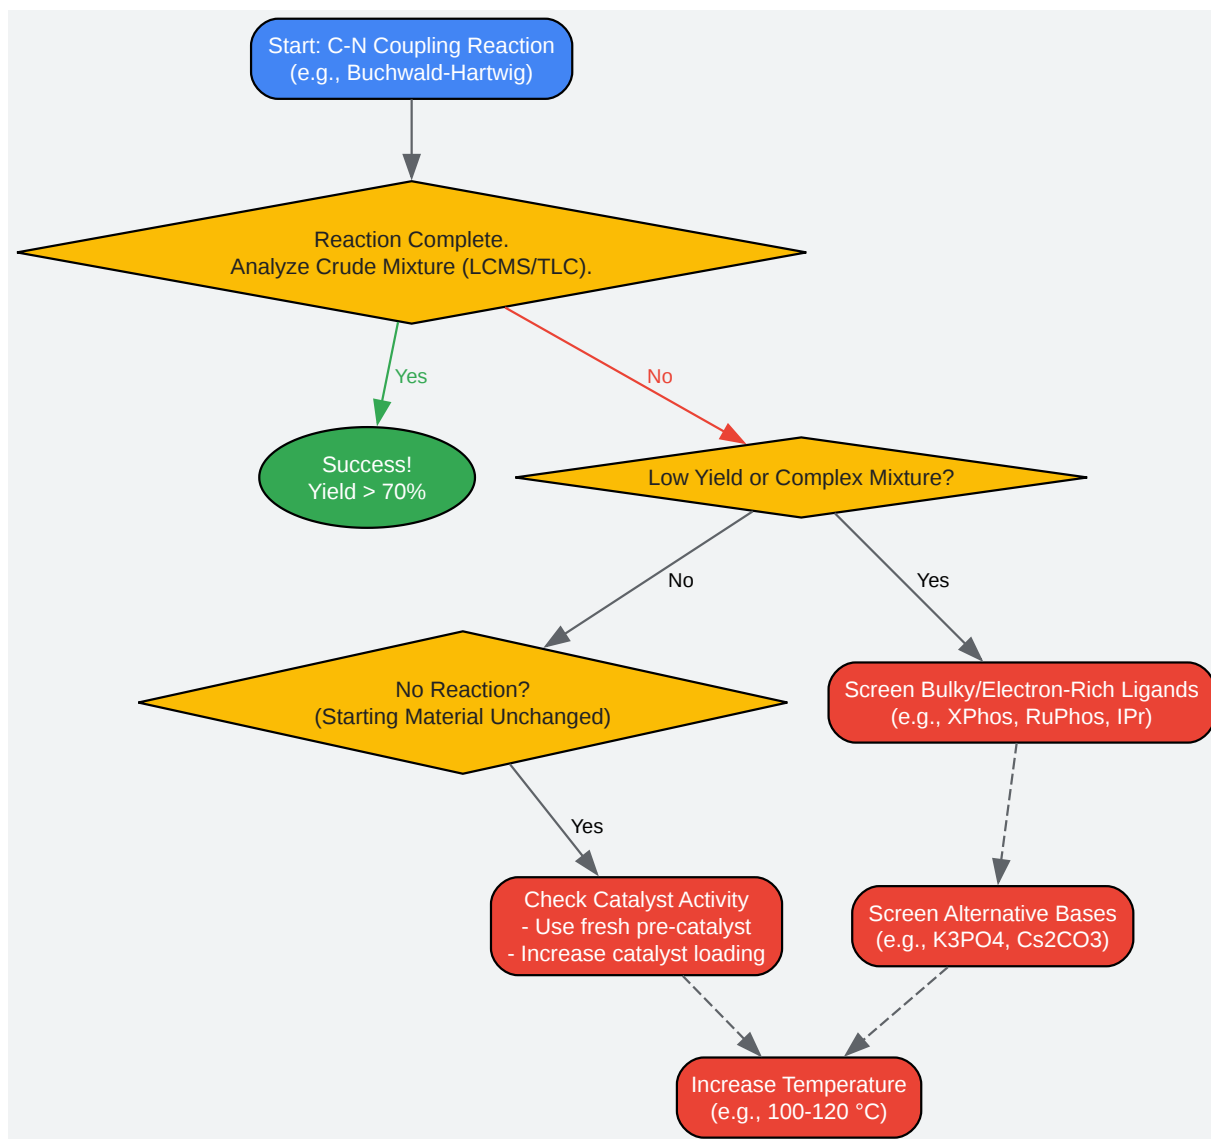 Start: C-N Coupling Reaction
(e.g., Buchwald-Hartwig)
Reaction Complete.
Analyze Crude Mixture (LCMS/TLC).
Yes
No
Success!
Yield > 70%
Low Yield or Complex Mixture?
No
Yes
No Reaction?
(Starting Material Unchanged)
Screen Bulky/Electron-Rich Ligands
(e.g., XPhos, RuPhos, IPr)
Yes
Check Catalyst Activity
- Use fresh pre-catalyst
- Increase catalyst loading
Screen Alternative Bases
(e.g., K3PO4, Cs2CO3)
Increase Temperature
(e.g., 100-120 °C)